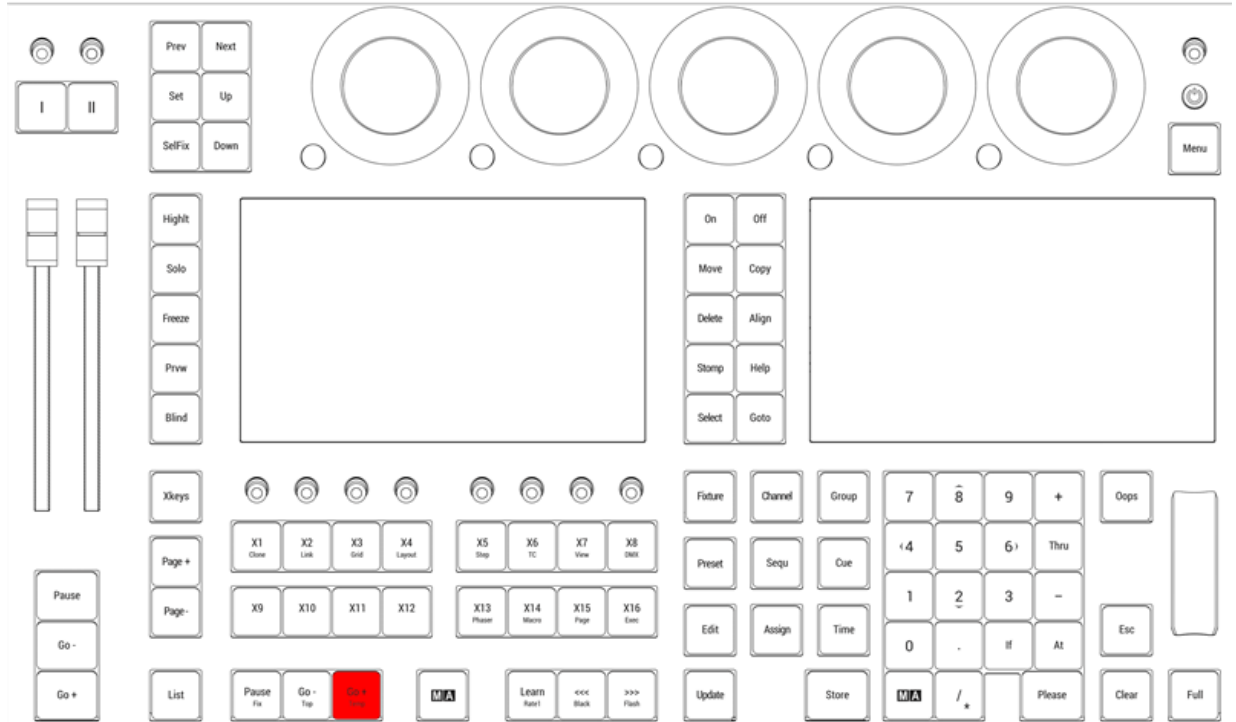 Prev Next
I II
Set Up
SelFix Down
Menu
Highlt
On Off
Solo
Move Copy
Freeze
Delete Align
Prvw
Stomp Help
Blind
Select Goto
Xkeys
Fixture Channel Group
7 8 9 +
Oops
X1 X2 X3 X4 X5 X6 X7 X8
Clone Link Grid Layout Step TC View DMX
Page +
4 5 6 Thru
Preset Sequ Cue
Pause
Page-
X9 X10 X11 X12 X13 X14 X15 X16
Phaser Macro Page Exec
1 2 3 -
Edit Assign Time
Esc
Go -
0 . If At
Go +
List
Pause Go - Go +
Fix Top
MA
Learn <<< >>>
Rate1 Black Flash
Update Store
MA / * Please
Clear Full